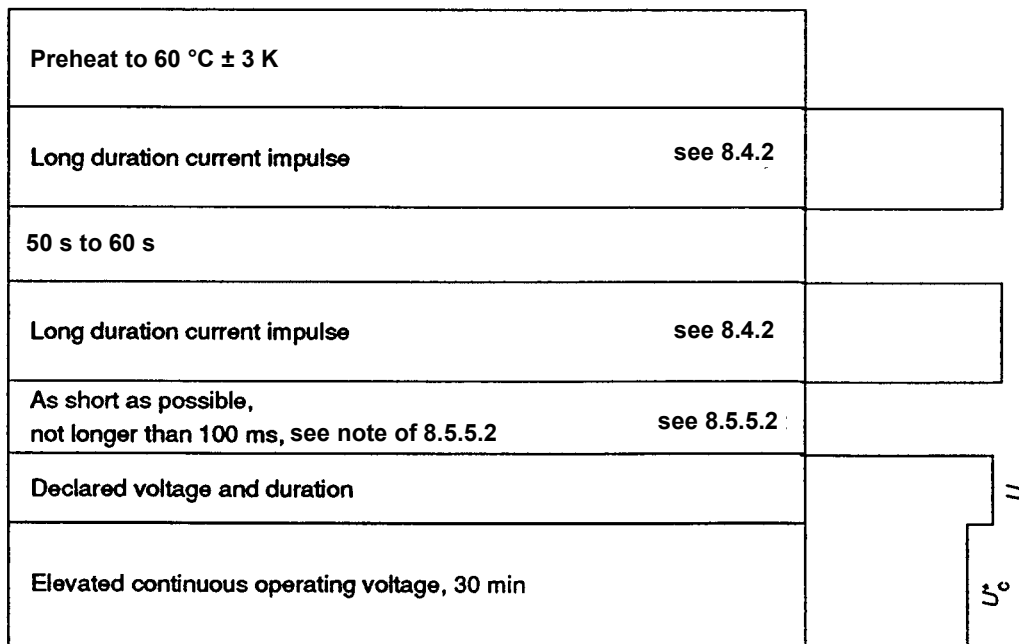 Preheat to 60 °C ± 3 K
Long duration current impulse see 8.4.2
50 s to 60 s
Long duration current impulse see 8.4.2
As short as possible,
not longer than 100 ms, see note of 8.5.5.2 see 8.5.5.2
Declared voltage and duration
Elevated continuous operating voltage, 30 min